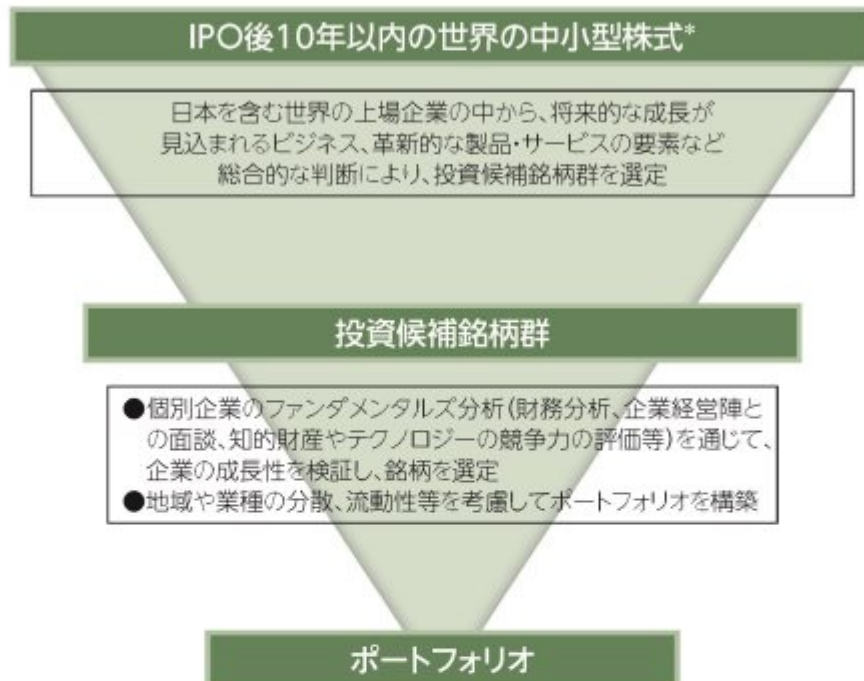 IPO後10年以内の世界の中小型株式*
日本を含む世界の上場企業の中から、将来的な成長が
見込まれるビジネス、革新的な製品・サービスの要素など
総合的な判断により、投資候補銘柄群を選定
投資候補銘柄群
●個別企業のファンダメンタルズ分析(財務分析、企業経営陣と
の面談、知的財産やテクノロジーの競争力の評価等)を通じて、
企業の成長性を検証し、銘柄を選定
●地域や業種の分散、流動性等を考慮してポートフォリオを構築
ポートフォリオ